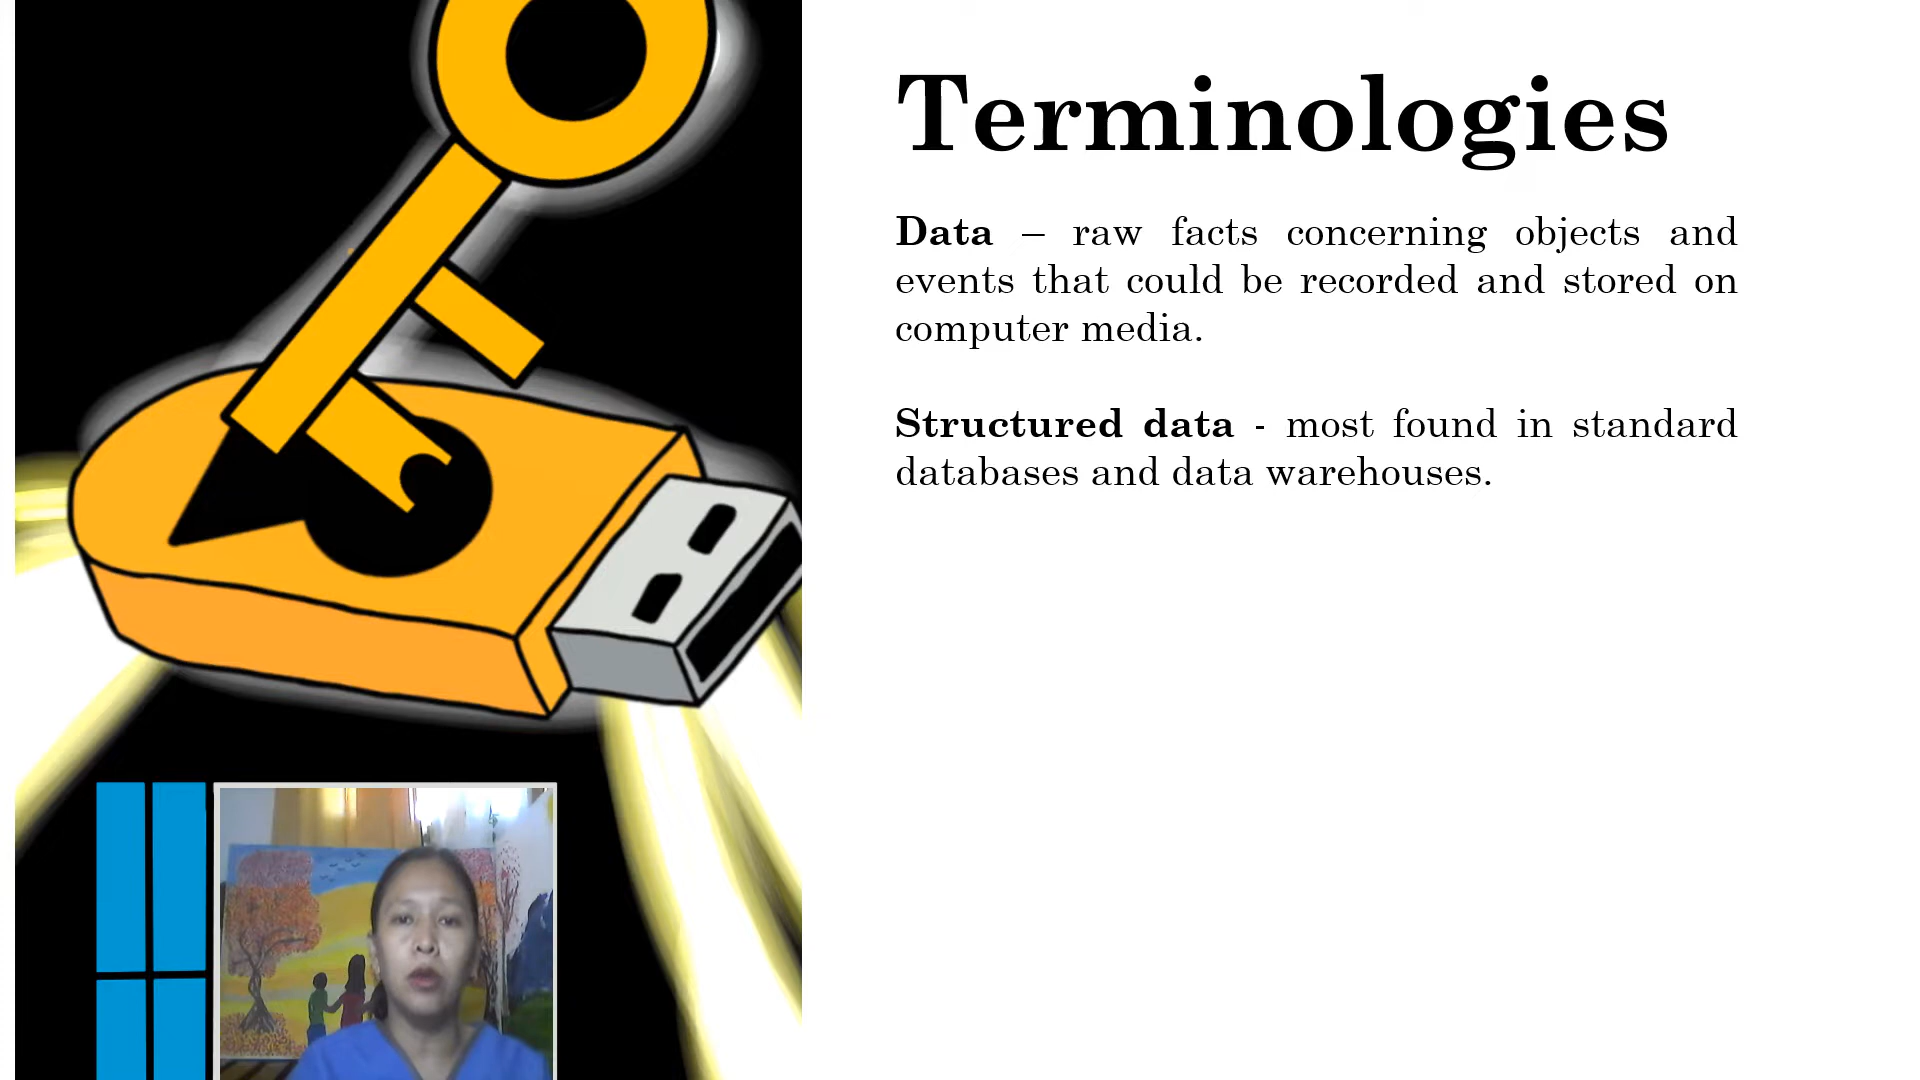 Terminologies
Data – raw facts concerning objects and
events that could be recorded and stored on
computer media.
Structured data - most found in standard
databases and data warehouses.